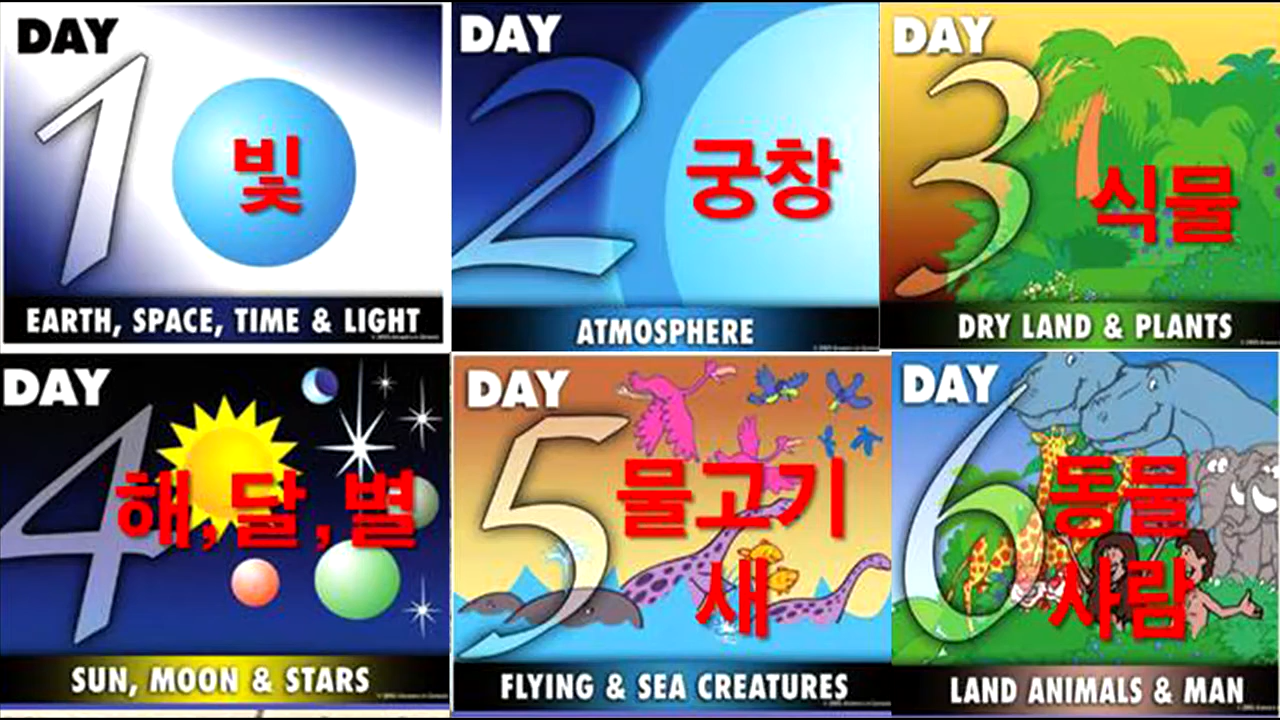 DAY
1
빛
EARTH, SPACE, TIME & LIGHT
DAY
2
궁창
ATMOSPHERE
DAY
3
식물
DRY LAND & PLANTS
DAY
4
해, 달, 별
SUN, MOON & STARS
DAY
5
물고기
새
FLYING & SEA CREATURES
DAY
6
동물
사람
LAND ANIMALS & MAN